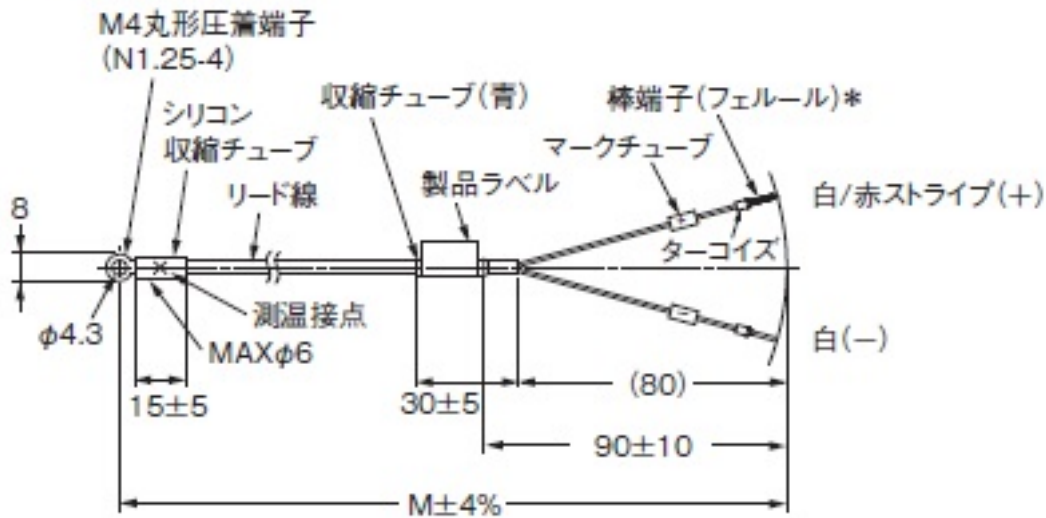 M4丸形圧着端子
(N1.25-4)
シリコン
収縮チューブ
リード線
収縮チューブ(青)
製品ラベル
棒端子(フェルール)*
マークチューブ
ターコイズ
白/赤ストライプ(+)
白(-)
8
φ4.3
測温接点
MAXφ6
15±5
30±5
(80)
90±10
M±4%
+
-